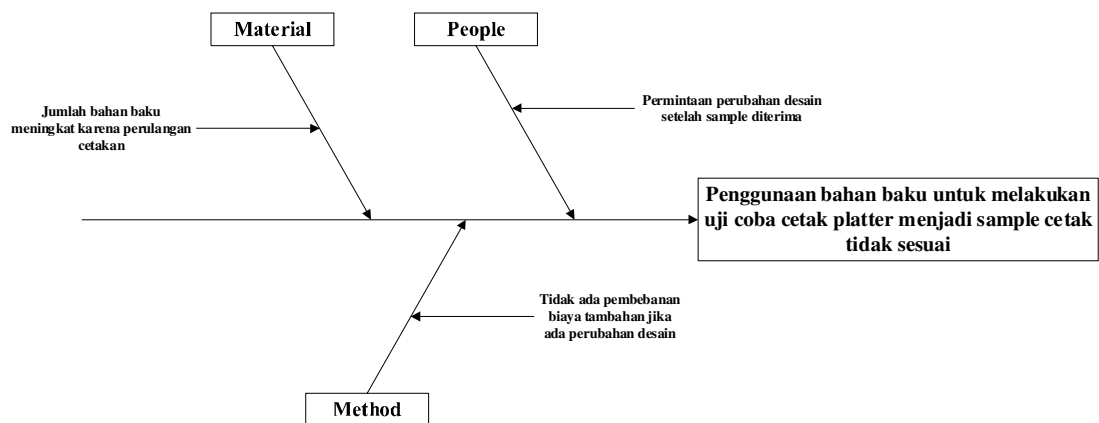 Material
People
Jumlah bahan baku
meningkat karena perulangan
cetakan
Permintaan perubahan desain
setelah sample diterima
Penggunaan bahan baku untuk melakukan
uji coba cetak platter menjadi sample cetak
tidak sesuai
Tidak ada pembebanan
biaya tambahan jika
ada perubahan desain
Method